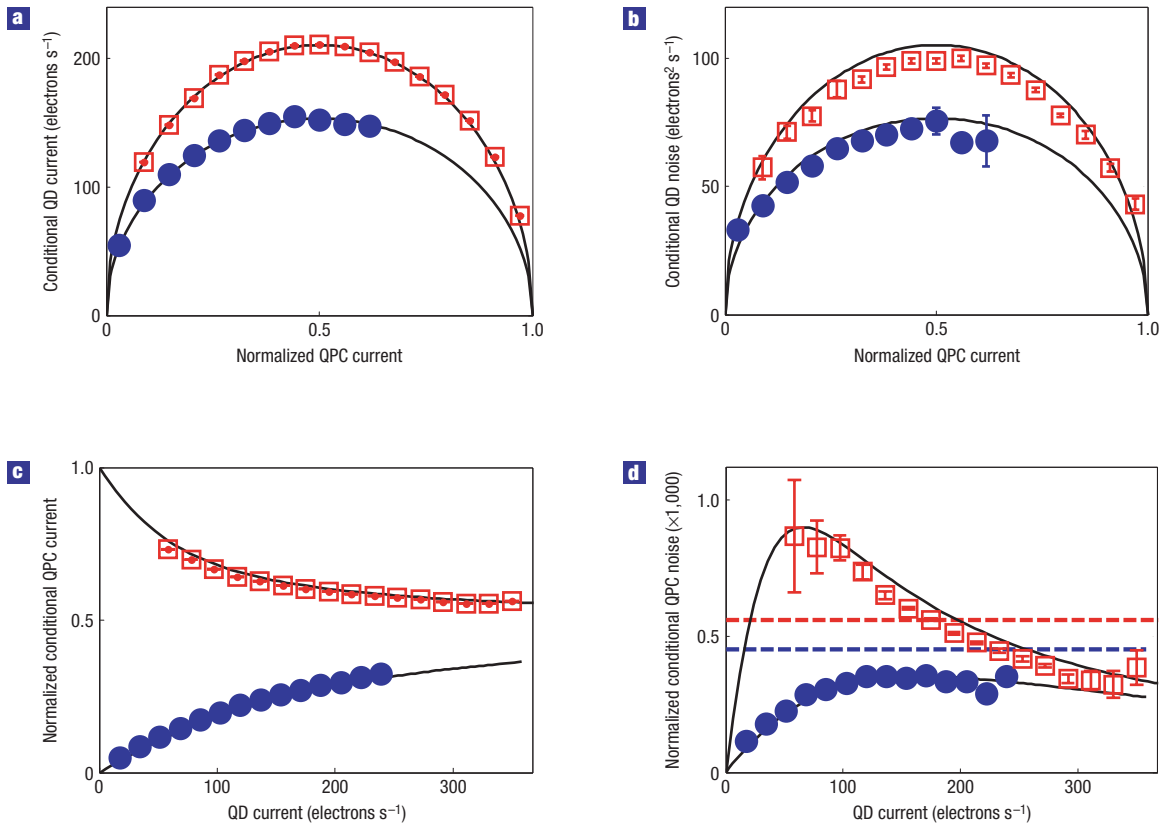 a
Conditional QD current (electrons s⁻¹)
200
100
0
0 0.5 1.0
Normalized QPC current
b
Conditional QD noise (electrons² s⁻¹)
100
50
0
0 0.5 1.0
Normalized QPC current
c
Normalized conditional QPC current
1.0
0.5
0
0 100 200 300
QD current (electrons s⁻¹)
d
Normalized conditional QPC noise (×1,000)
1.0
0.5
0
0 100 200 300
QD current (electrons s⁻¹)